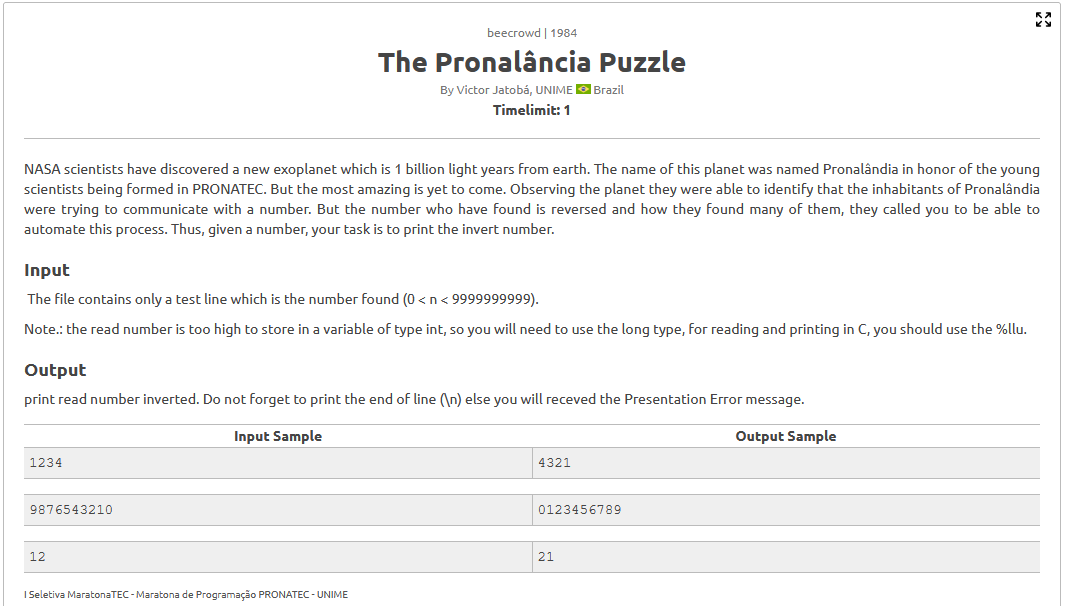 beecrowd | 1984
The Pronalância Puzzle
By Victor Jatobá, UNIME Brazil
Timelimit: 1
NASA scientists have discovered a new exoplanet which is 1 billion light years from earth. The name of this planet was named Pronalândia in honor of the young
scientists being formed in PRONATEC. But the most amazing is yet to come. Observing the planet they were able to identify that the inhabitants of Pronalândia
were trying to communicate with a number. But the number who have found is reversed and how they found many of them, they called you to be able to
automate this process. Thus, given a number, your task is to print the invert number.
Input
The file contains only a test line which is the number found (0 < n < 9999999999).
Note.: the read number is too high to store in a variable of type int, so you will need to use the long type, for reading and printing in C, you should use the %llu.
Output
print read number inverted. Do not forget to print the end of line (\n) else you will receved the Presentation Error message.
Input Sample Output Sample
1234 4321
9876543210 0123456789
12 21
I Seletiva MaratonaTEC - Maratona de Programação PRONATEC - UNIME